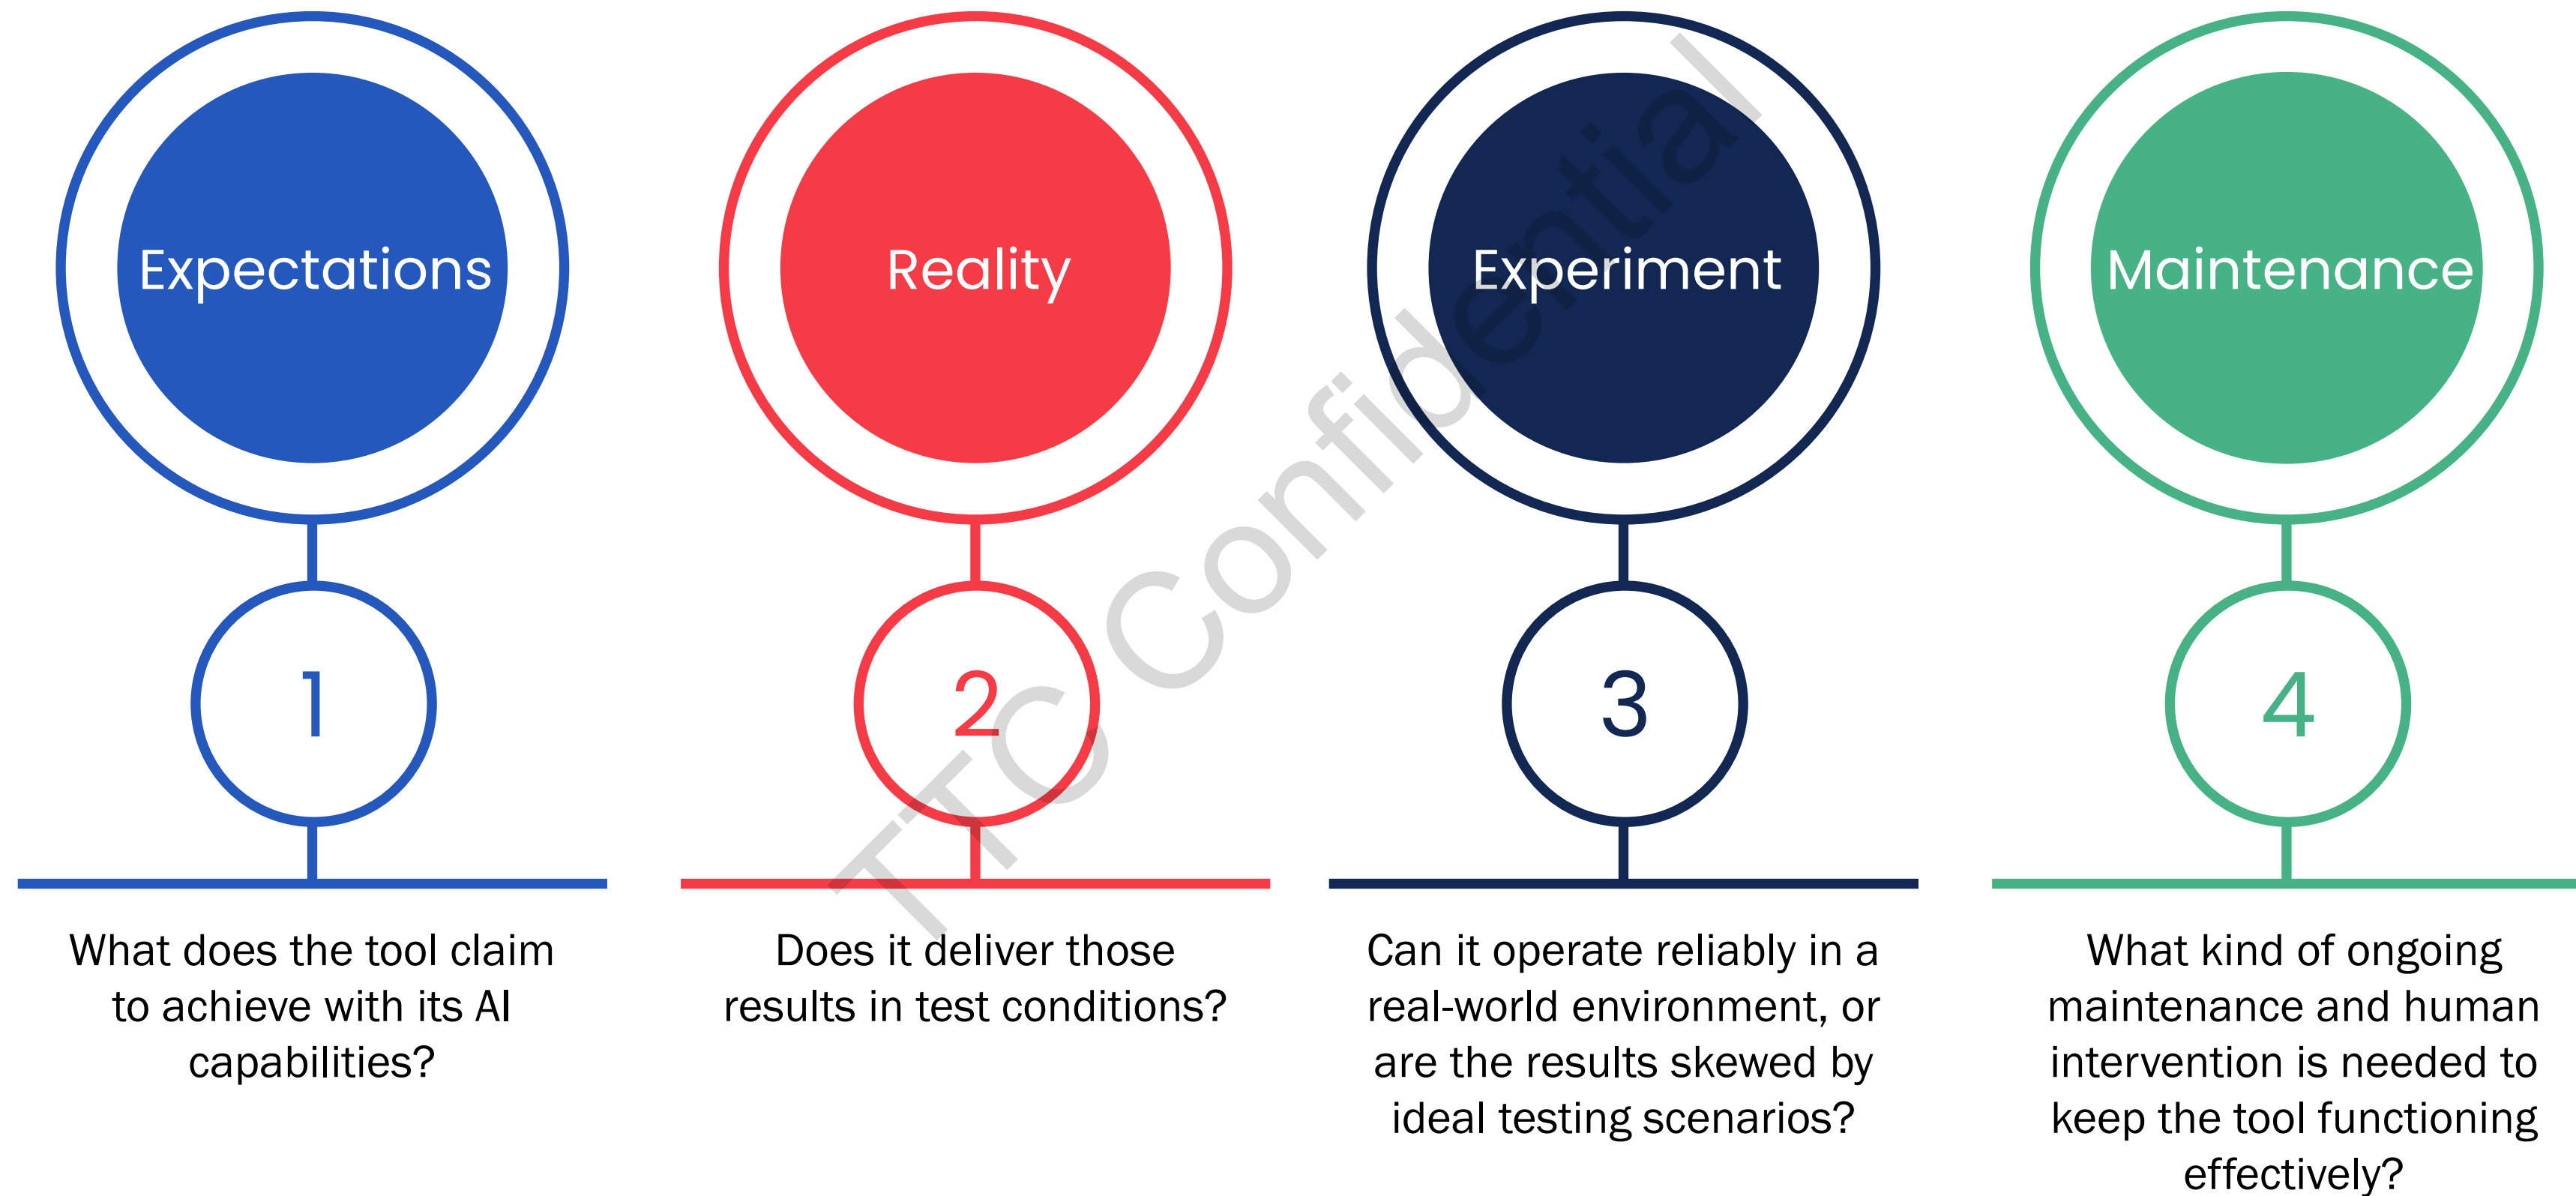 Expectations
1
What does the tool claim
to achieve with its AI
capabilities?
Reality
2
Does it deliver those
results in test conditions?
Experiment
3
Can it operate reliably in a
real-world environment, or
are the results skewed by
ideal testing scenarios?
Maintenance
4
What kind of ongoing
maintenance and human
intervention is needed to
keep the tool functioning
effectively?
TTC Confidential